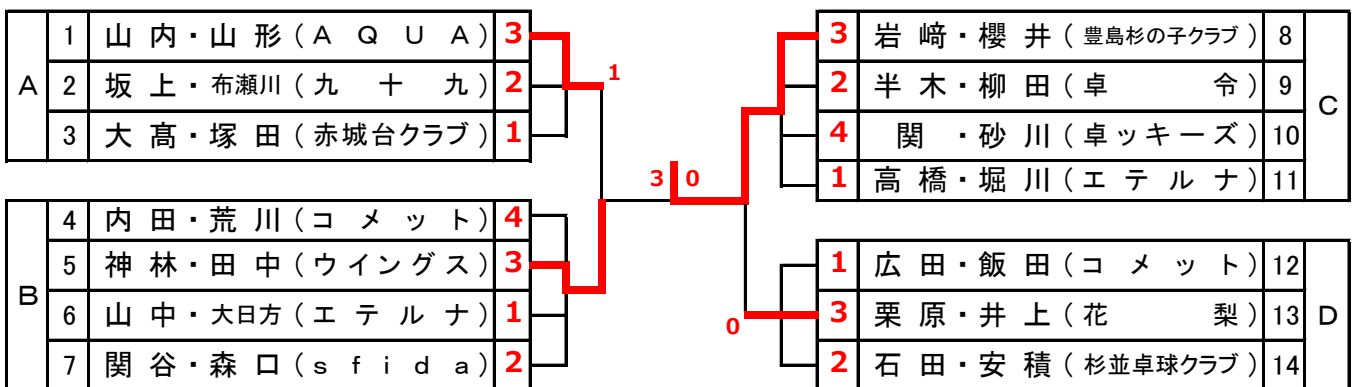 1 山内・山形(AQUA) 3
A 2 坂上・布瀬川(九十九) 2
3 大髙・塚田(赤城台クラブ) 1
1
B 4 内田・荒川(コメット) 4
5 神林・田中(ウイングス) 3
6 山中・大日方(エテルナ) 1
7 関谷・森口(sfida) 2
3 0
3 岩﨑・櫻井(豊島杉の子クラブ) 8
2 半木・柳田(卓令) 9 C
4 関・砂川(卓ッキーズ) 10
1 高橋・堀川(エテルナ) 11
1 広田・飯田(コメット) 12
3 栗原・井上(花梨) 13 D
0
2 石田・安積(杉並卓球クラブ) 14